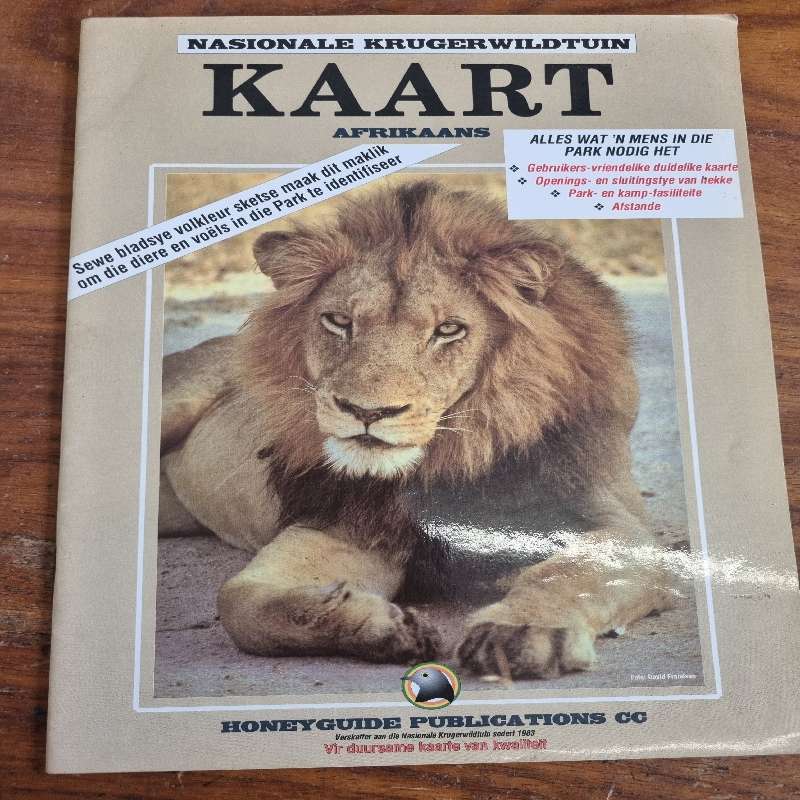 NASIONALE KRUGERWILDTUIN
KAART
AFRIKAANS
Sewe bladsye volkleur sketse maak dit maklik
om die diere en voëls in die Park te identifiseer
ALLES WAT 'N MENS IN DIE
PARK NODIG HET
❖ Gebruikers-vriendelike duidelike kaarte
❖ Openings- en sluitingstye van hekke
❖ Park- en kamp-fasiliteite
❖ Afstande
Foto: David
HONEYGUIDE PUBLICATIONS CC
Verskaffer aan die Nasionale Krugerwildtuin sedert 1983
Vir duursame kaarte van kwaliteit